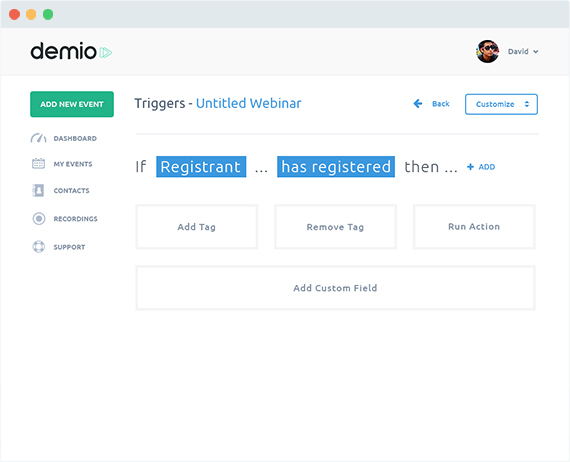 demio
David
ADD NEW EVENT
Triggers - Untitled Webinar
Back
Customize
DASHBOARD
MY EVENTS
CONTACTS
RECORDINGS
SUPPORT
If Registrant ... has registered then ... + ADD
Add Tag
Remove Tag
Run Action
Add Custom Field